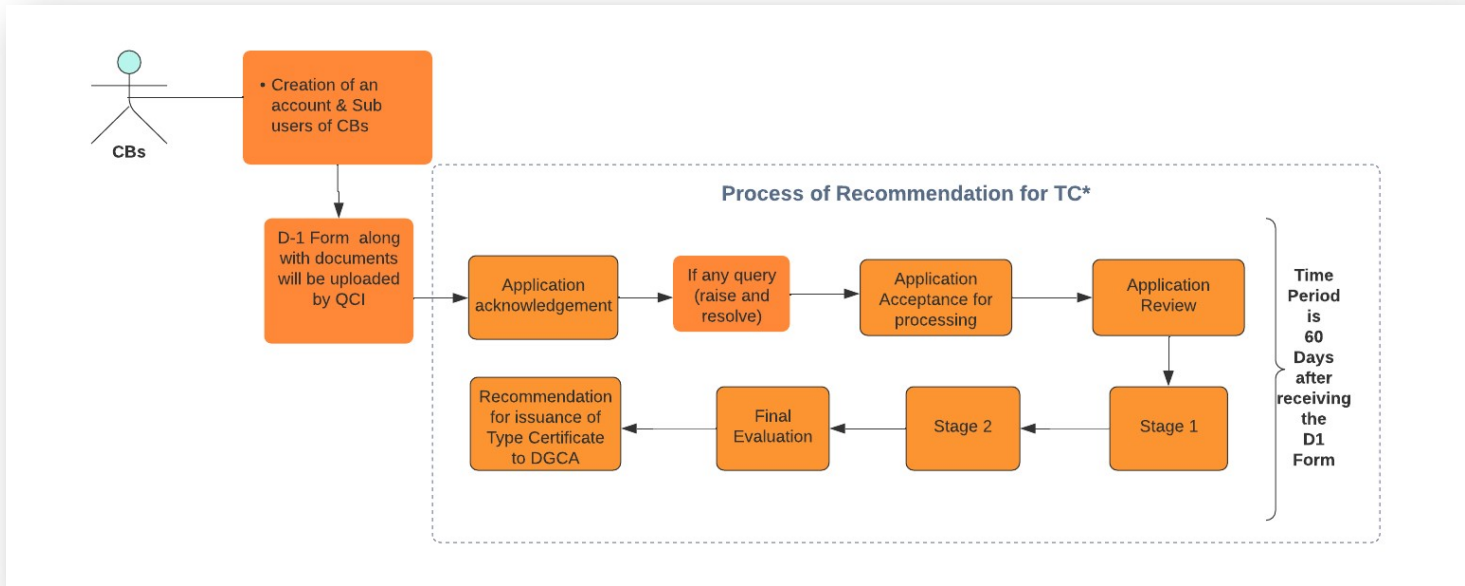 • Creation of an
account & Sub
users of CBs
CBs
D-1 Form along
with documents
will be uploaded
by QCI
Process of Recommendation for TC*
Application
acknowledgement
If any query
(raise and
resolve)
Application
Acceptance for
processing
Application
Review
Stage 1
Stage 2
Final
Evaluation
Recommendation
for issuance of
Type Certificate
to DGCA
Time
Period
is
60
Days
after
receiving
the
D1
Form